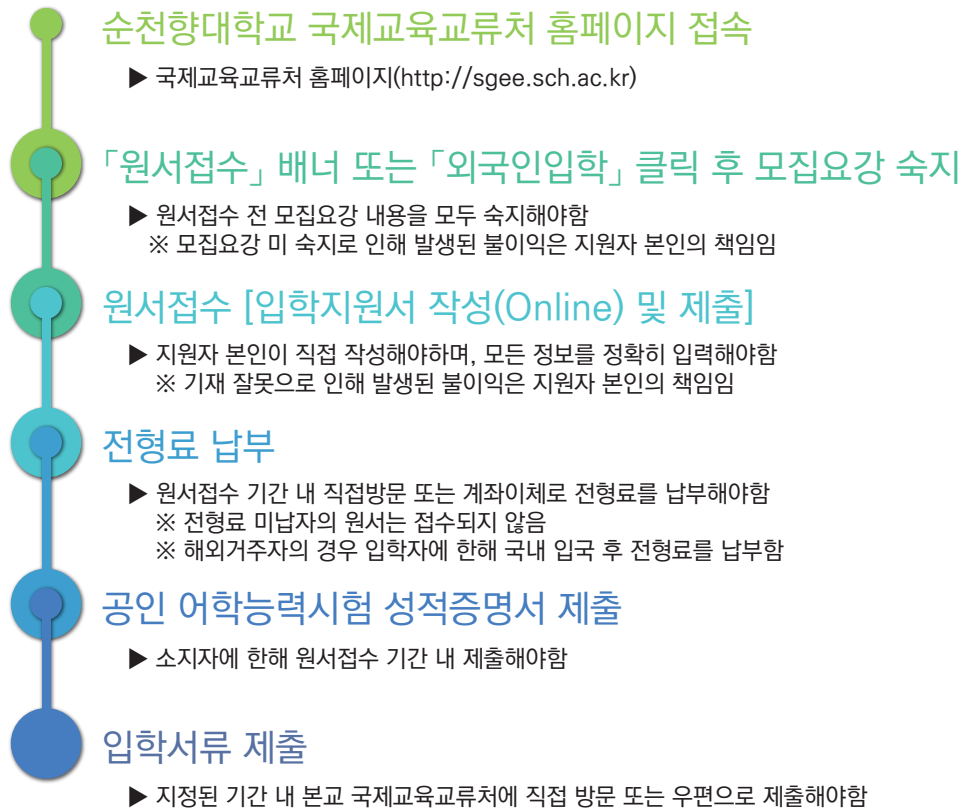 순천향대학교 국제교육교류처 홈페이지 접속
▶ 국제교육교류처 홈페이지(http://sgee.sch.ac.kr)
「원서접수」 배너 또는 「외국인입학」 클릭 후 모집요강 숙지
▶ 원서접수 전 모집요강 내용을 모두 숙지해야함
※ 모집요강 미 숙지로 인해 발생된 불이익은 지원자 본인의 책임임
원서접수 [입학지원서 작성(Online) 및 제출]
▶ 지원자 본인이 직접 작성해야하며, 모든 정보를 정확히 입력해야함
※ 기재 잘못으로 인해 발생된 불이익은 지원자 본인의 책임임
전형료 납부
▶ 원서접수 기간 내 직접방문 또는 계좌이체로 전형료를 납부해야함
※ 전형료 미납자의 원서는 접수되지 않음
※ 해외거주자의 경우 입학자에 한해 국내 입국 후 전형료를 납부함
공인 어학능력시험 성적증명서 제출
▶ 소지자에 한해 원서접수 기간 내 제출해야함
입학서류 제출
▶ 지정된 기간 내 본교 국제교육교류처에 직접 방문 또는 우편으로 제출해야함